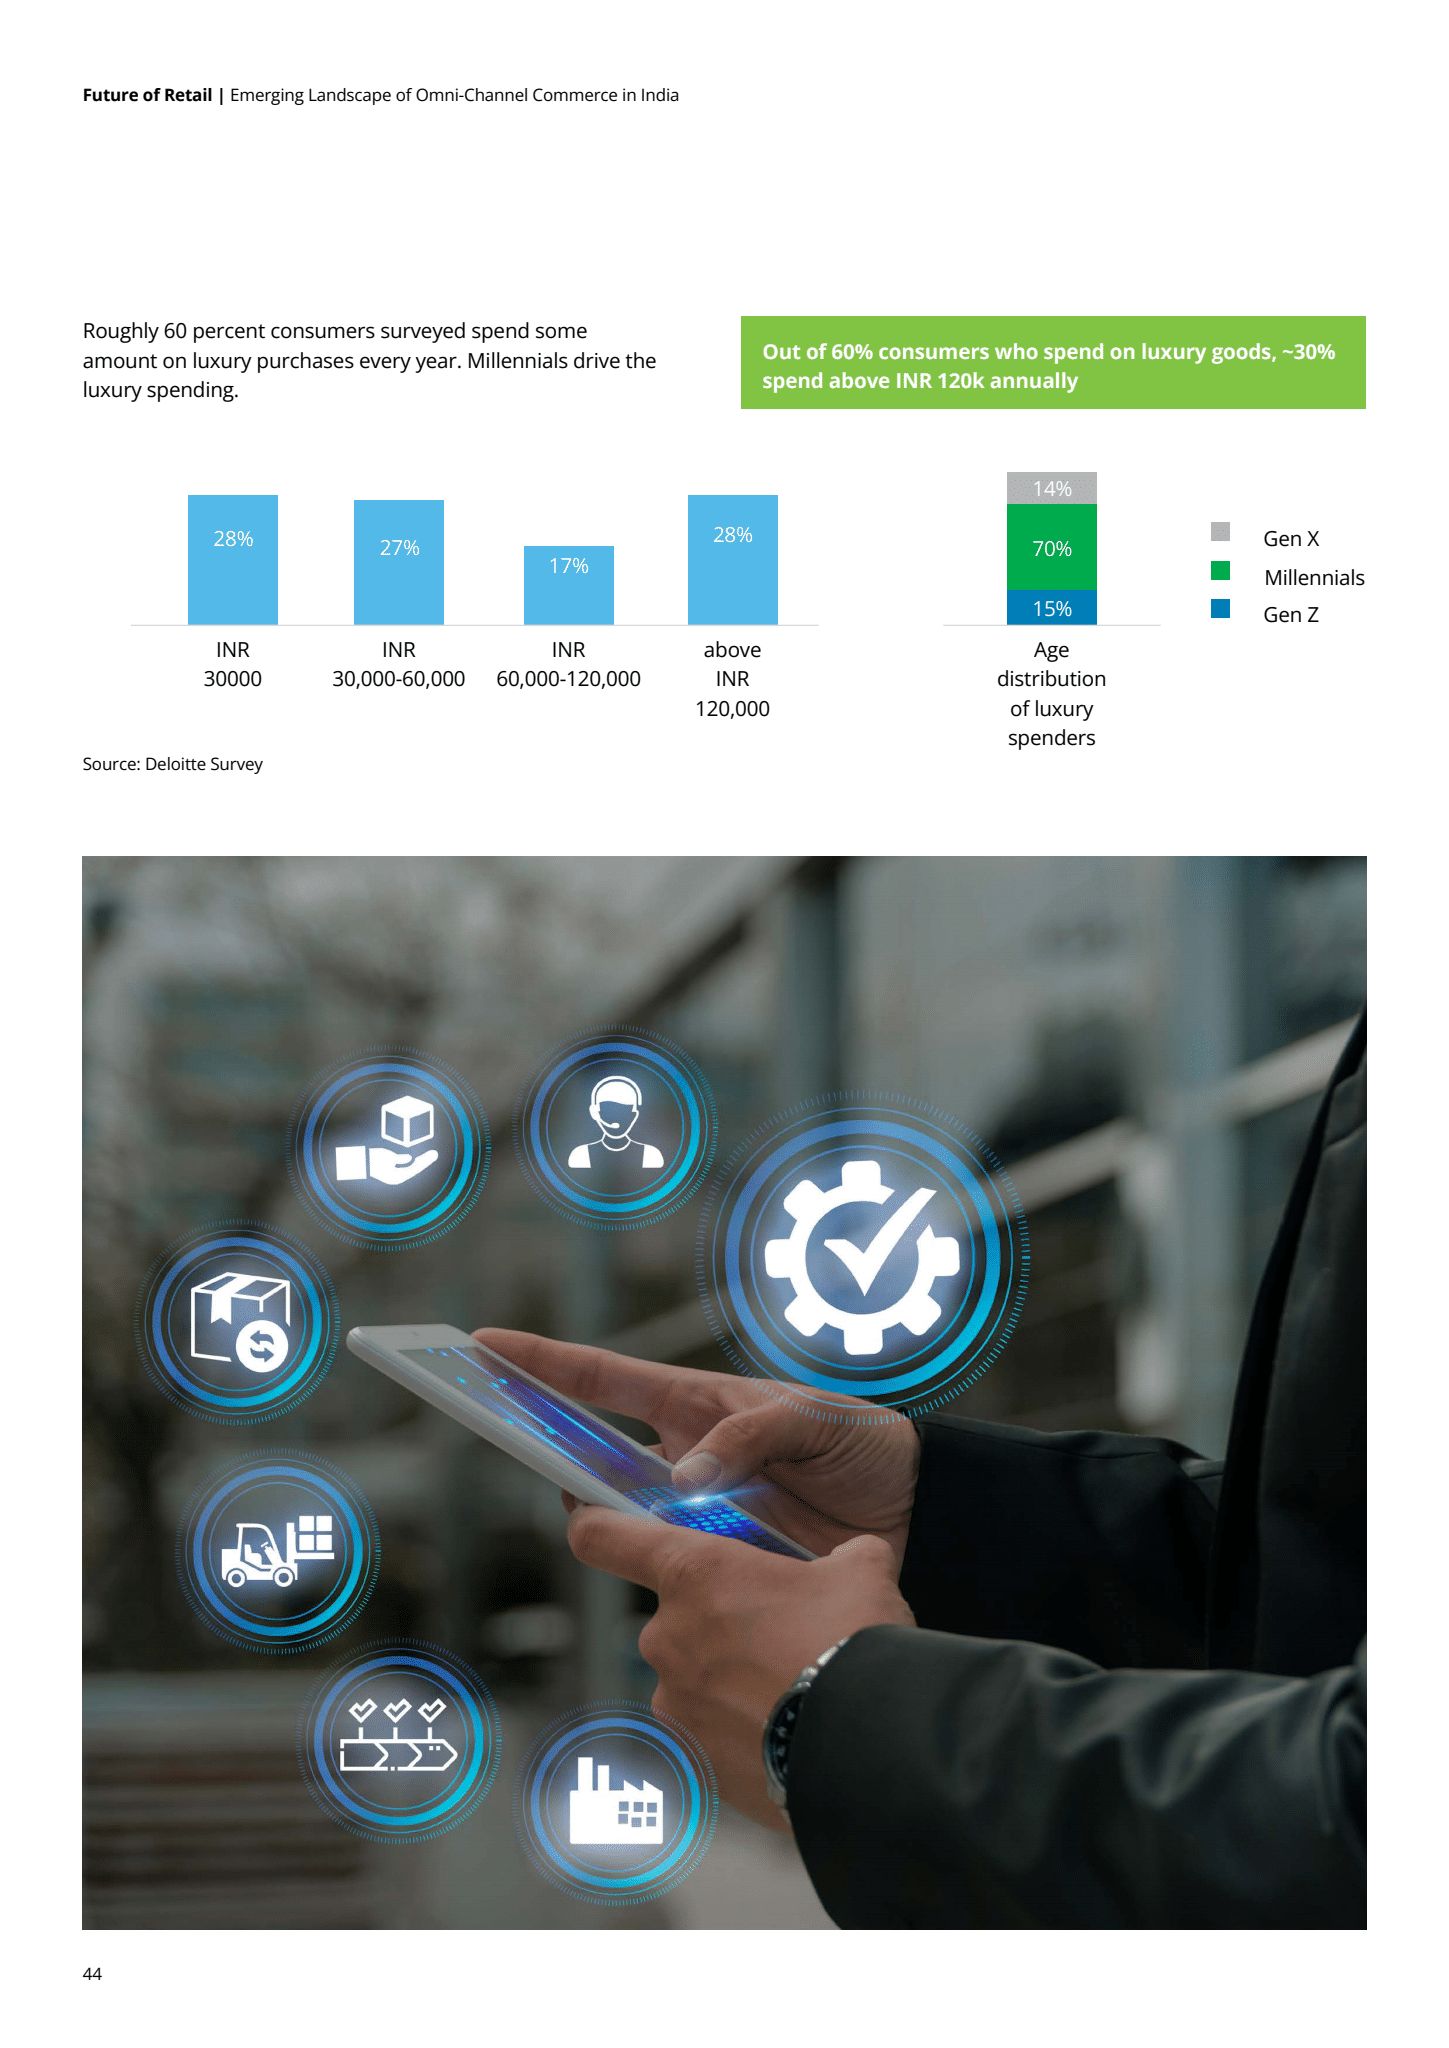 Future of Retail | Emerging Landscape of Omni-Channel Commerce in India
Roughly 60 percent consumers surveyed spend some
amount on luxury purchases every year. Millennials drive the
luxury spending.
Out of 60% consumers who spend on luxury goods, ~30%
spend above INR 120k annually
28%
27%
17%
28%
INR
30000
INR
30,000-60,000
INR
60,000-120,000
above
INR
120,000
14%
70%
15%
Age
distribution
of luxury
spenders
Gen X
Millennials
Gen Z
Source: Deloitte Survey
44